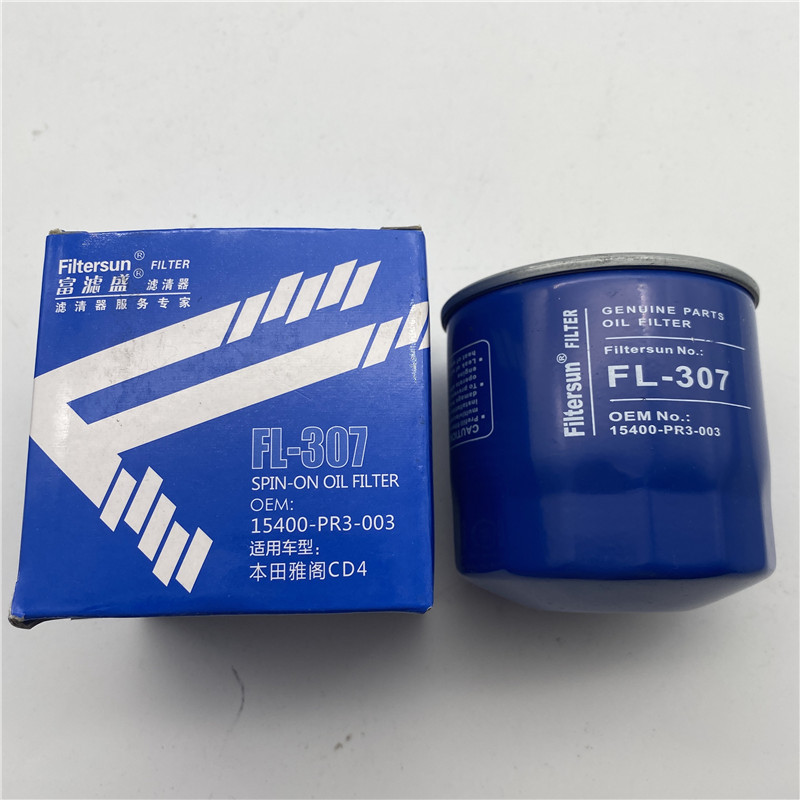 Filtersun® FILTER
富滤盛® 滤清器
滤清器服务专家
FL-307
SPIN-ON OIL FILTER
OEM:
15400-PR3-003
适用车型:
本田雅阁CD4
CAUTION
Filtersun® FILTER
GENUINE PARTS
OIL FILTER
Filtersun No.:
FL-307
OEM No.:
15400-PR3-003